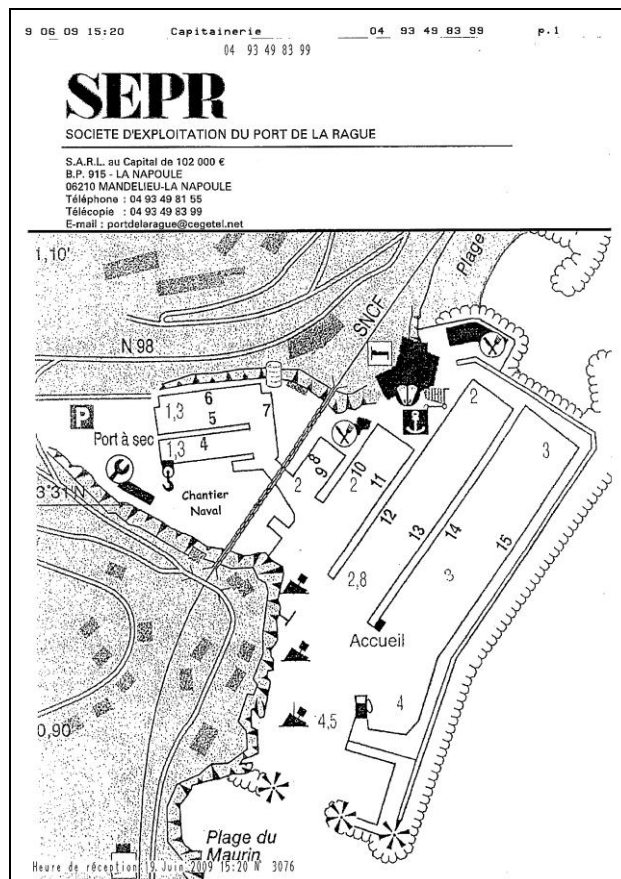 9 06 09 15:20 Capitainerie 04 93 49 83 99 p.1
04 93 49 83 99
SEPR
SOCIETE D'EXPLOITATION DU PORT DE LA RAGUE
S.A.R.L. au Capital de 102 000 €
B.P. 915 - LA NAPOULE
06210 MANDELIEU-LA NAPOULE
Téléphone : 04 93 49 81 55
Télécopie : 04 93 49 83 99
E-mail : portdelarague@cegetel.net
1,10'
Plage
SNCF
N 98
P
6
1,3
5
7
Port à sec
1,3
4
2
3
8
9
10
11
2
2
3°31'N
Chantier
Naval
12
13
14
15
2,8
3
Accueil
4
4,5
0,90
Plage du
Maurin
Heure de réception 9 Juin 2009 15:20 N° 3076